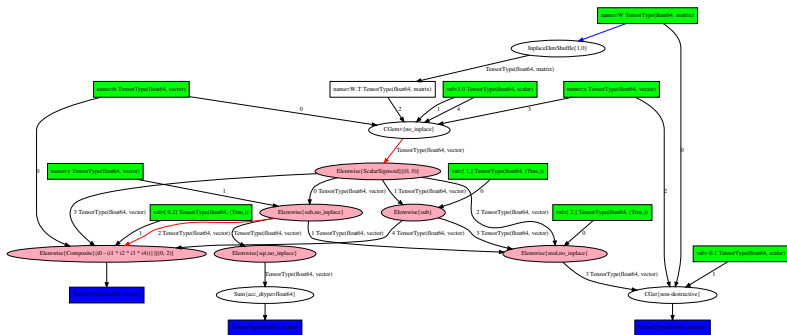 name=W TensorType(float64, matrix)
0
InplaceDimShuffle{1,0}
TensorType(float64, matrix)
name=b TensorType(float64, vector)
name=W.T TensorType(float64, matrix)
val=1.0 TensorType(float64, scalar)
name=x TensorType(float64, vector)
0
2
1
4
3
CGemv{no_inplace}
TensorType(float64, vector)
name=y TensorType(float64, vector)
Elemwise{ScalarSigmoid}[(0, 0)]
val=[ 1.] TensorType(float64, (True,))
0
1
0 TensorType(float64, vector)
1 TensorType(float64, vector)
0
2
3 TensorType(float64, vector)
val=[ 0.2] TensorType(float64, (True,))
Elemwise{sub,no_inplace}
Elemwise{sub}
2 TensorType(float64, vector)
val=[ 2.] TensorType(float64, (True,))
1
2 TensorType(float64, vector)
TensorType(float64, vector)
1 TensorType(float64, vector)
4 TensorType(float64, vector)
3 TensorType(float64, vector)
0
Elemwise{Composite{(i0 - (i1 * i2 * i3 * i4))}}[(0, 2)]
Elemwise{sqr,no_inplace}
Elemwise{mul,no_inplace}
val=-0.1 TensorType(float64, scalar)
TensorType(float64, vector)
3 TensorType(float64, vector)
1
Sum{acc_dtype=float64}
CGer{non-destructive}